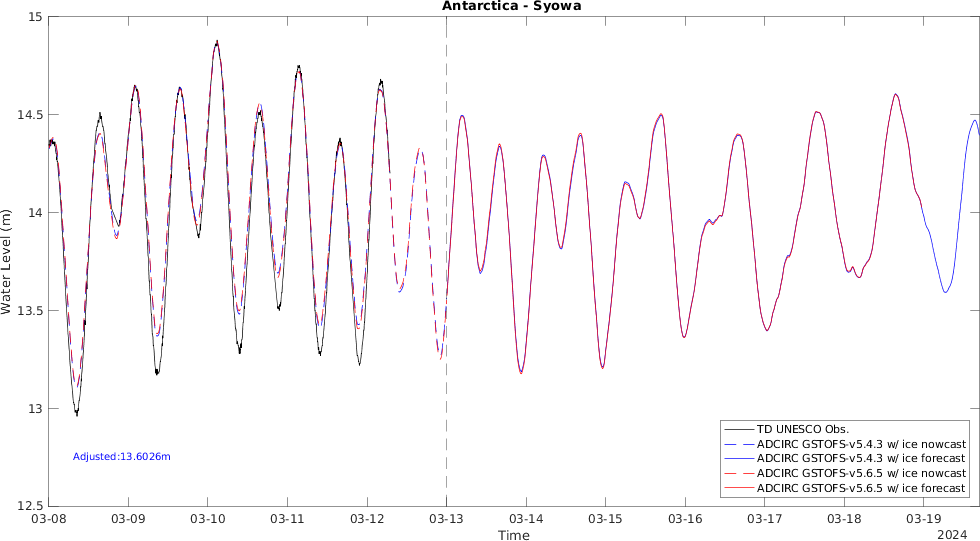 Antarctica - Syowa
15
14.5
14
13.5
13
12.5
Water Level (m)
Adjusted:13.6026m
TD UNESCO Obs.
ADCIRC GSTOFS-v5.4.3 w/ ice nowcast
ADCIRC GSTOFS-v5.4.3 w/ ice forecast
ADCIRC GSTOFS-v5.6.5 w/ ice nowcast
ADCIRC GSTOFS-v5.6.5 w/ ice forecast
03-08 03-09 03-10 03-11 03-12 03-13 03-14 03-15 03-16 03-17 03-18 03-19
Time
2024